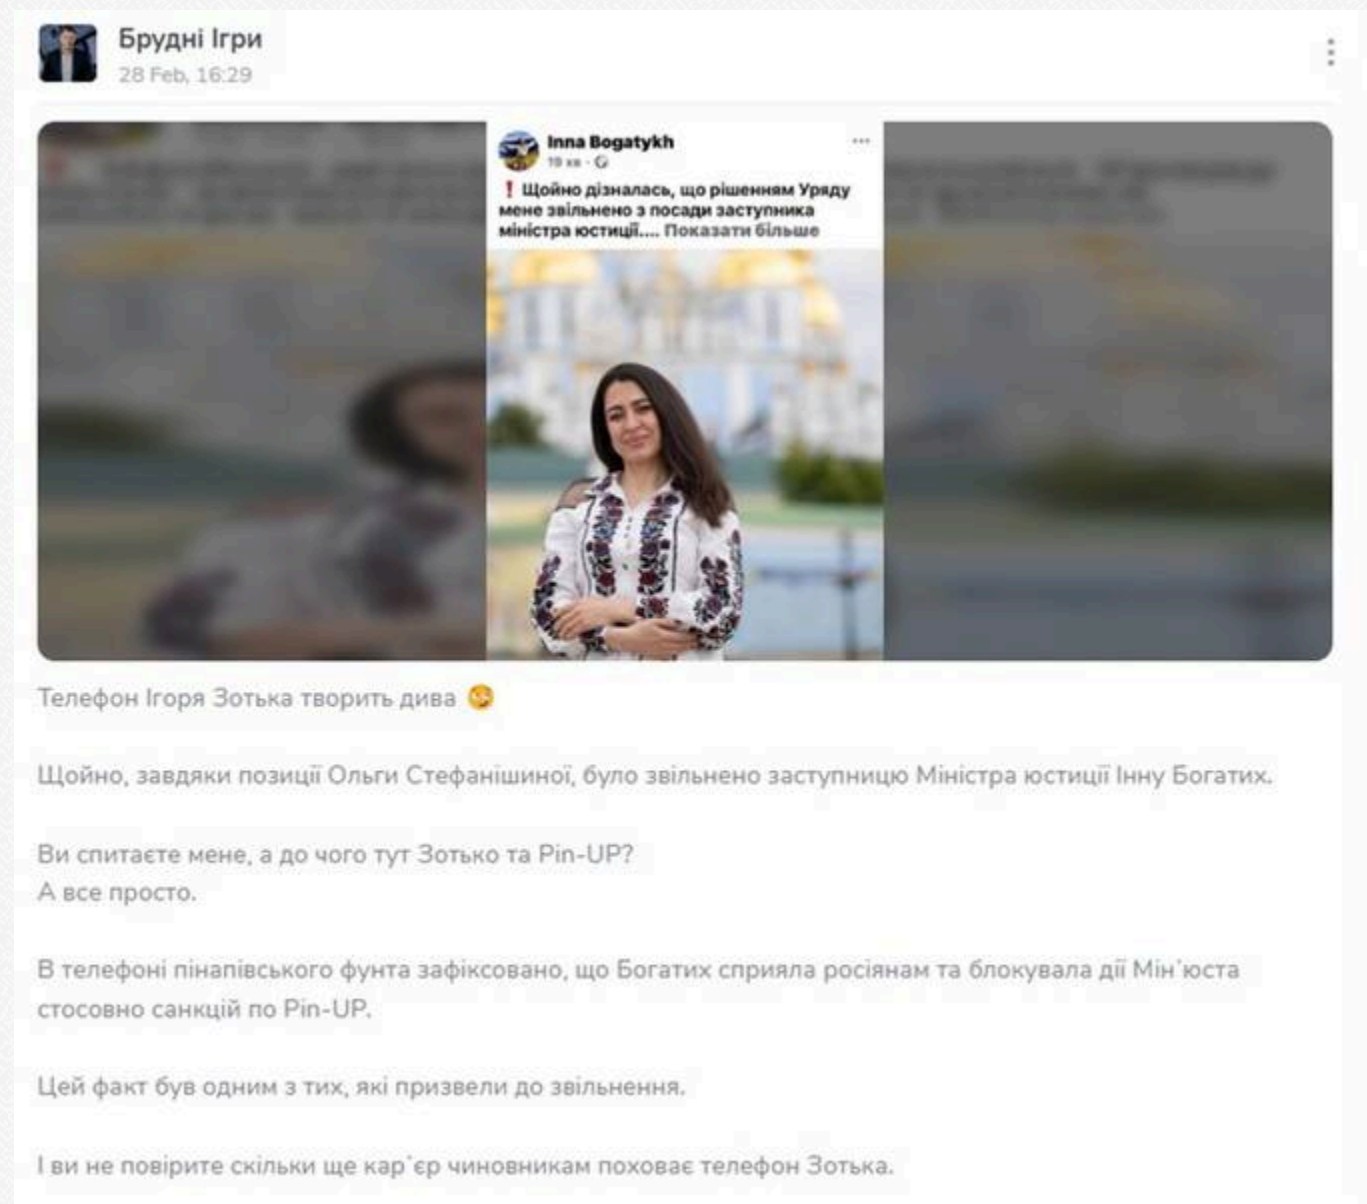 Брудні Ігри
28 Feb, 16:29
Inna Bogatykh
19 хв
❗ Щойно дізналась, що рішенням Уряду
мене звільнено з посади заступника
міністра юстиції.... Показати більше
Телефон Ігоря Зотька творить дива
Щойно, завдяки позиції Ольги Стефанішиної, було звільнено заступницю Міністра юстиції Інну Богатих.
Ви спитаєте мене, а до чого тут Зотько та Pin-UP?
А все просто.
В телефоні пінапівського фунта зафіксовано, що Богатих сприяла росіянам та блокувала дії Мін'юста
стосовно санкцій по Pin-UP.
Цей факт був одним з тих, які призвели до звільнення.
І ви не повірите скільки ще кар'єр чиновникам поховає телефон Зотька.